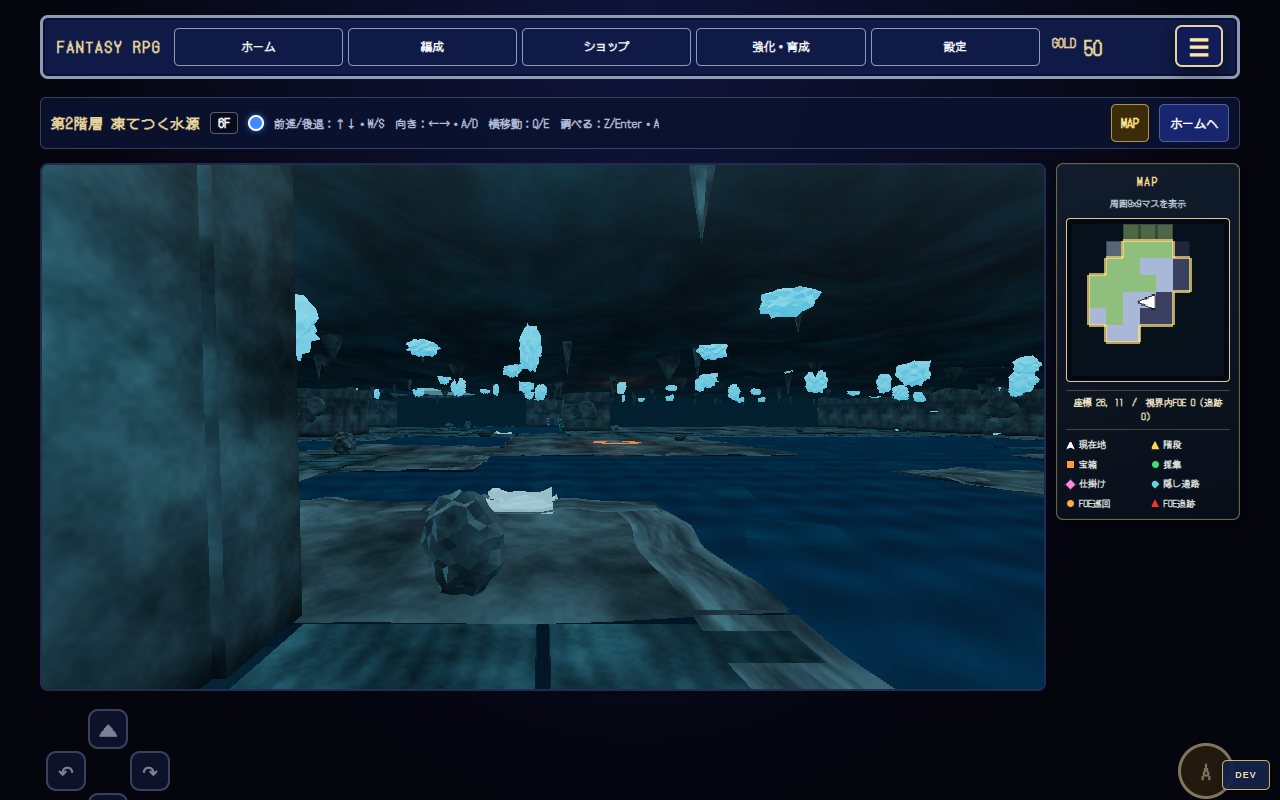 FANTASY RPG
ホーム
編成
ショップ
強化・育成
設定
GOLD 50
第2階層 凍てつく水源
6F
前進/後退：↑↓・W/S 向き：←→・A/D 横移動：Q/E 調べる：Z/Enter・A
MAP
ホームへ
MAP
周囲9x9マスを表示
座標 26, 11 / 視界内FOE 0 (追跡
0)
現在地
階段
宝箱
採集
仕掛け
隠し通路
FOE巡回
FOE追跡
A
DEV